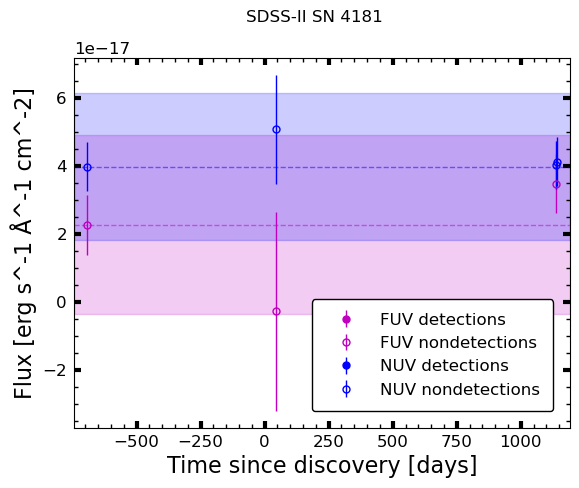 SDSS-II SN 4181
1e−17
6
4
2
0
−2
Flux [erg s^-1 Å^-1 cm^-2]
FUV detections
FUV nondetections
NUV detections
NUV nondetections
−500 −250 0 250 500 750 1000
Time since discovery [days]